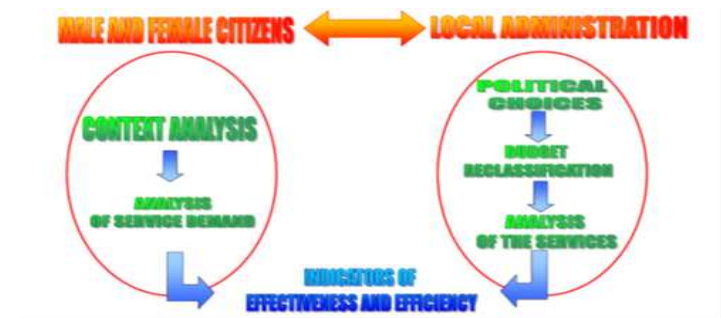 MALE AND FEMALE CITIZENS
LOCAL ADMINISTRATION
CONTEXT ANALYSIS
ANALYSIS
OF SERVICE DEMAND
POLITICAL
CHOICES
BUDGET
RECLASSIFICATION
ANALYSIS
OF THE SERVICES
INDICATORS OF
EFFECTIVENESS AND EFFICIENCY